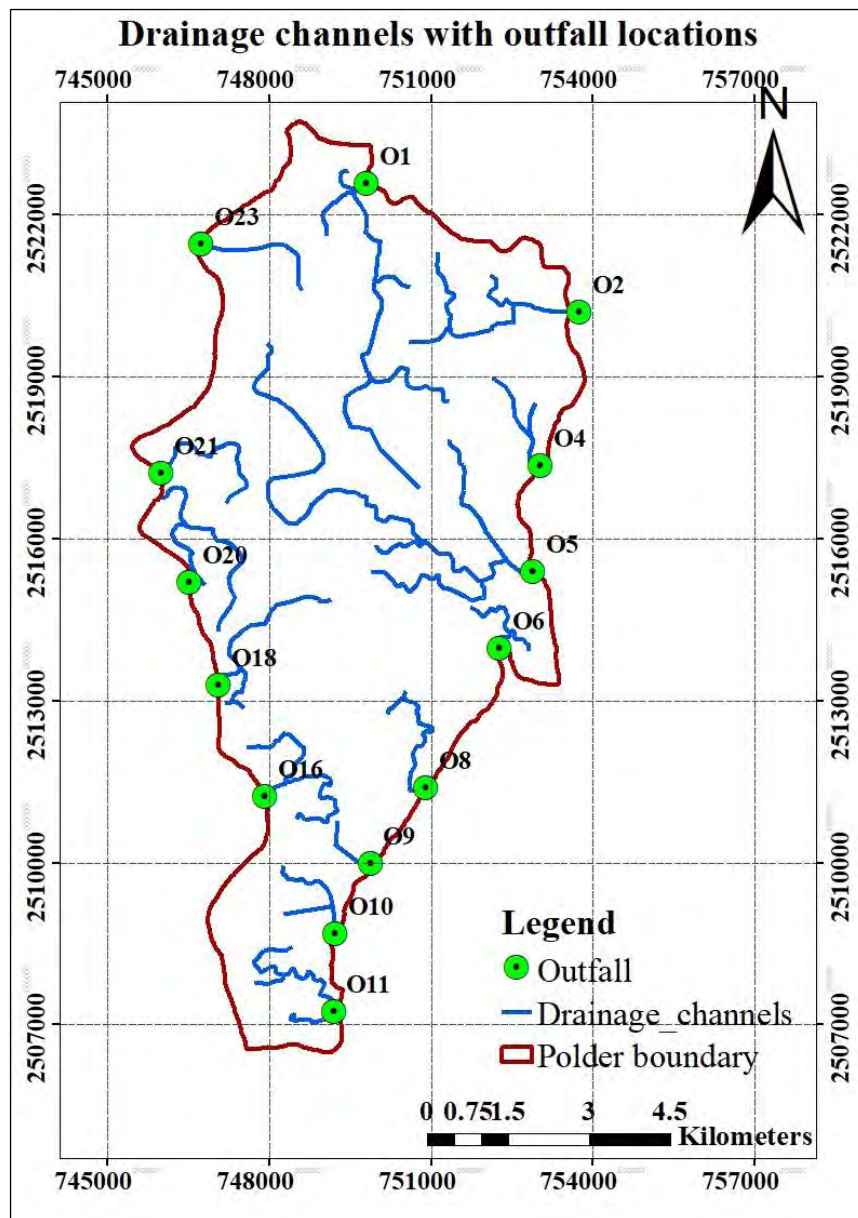 Drainage channels with outfall locations
745000 748000 751000 754000 757000
N
O1
O23
2522000 2522000
O2
2519000 2519000
O4
O21
2516000 2516000
O5
O20
O6
O18
2513000 2513000
O8
O16
O9
2510000 2510000
O10
Legend
Outfall
O11
Drainage_channels
2507000 2507000
Polder boundary
0 0.75 1.5 3 4.5
Kilometers
745000 748000 751000 754000 757000